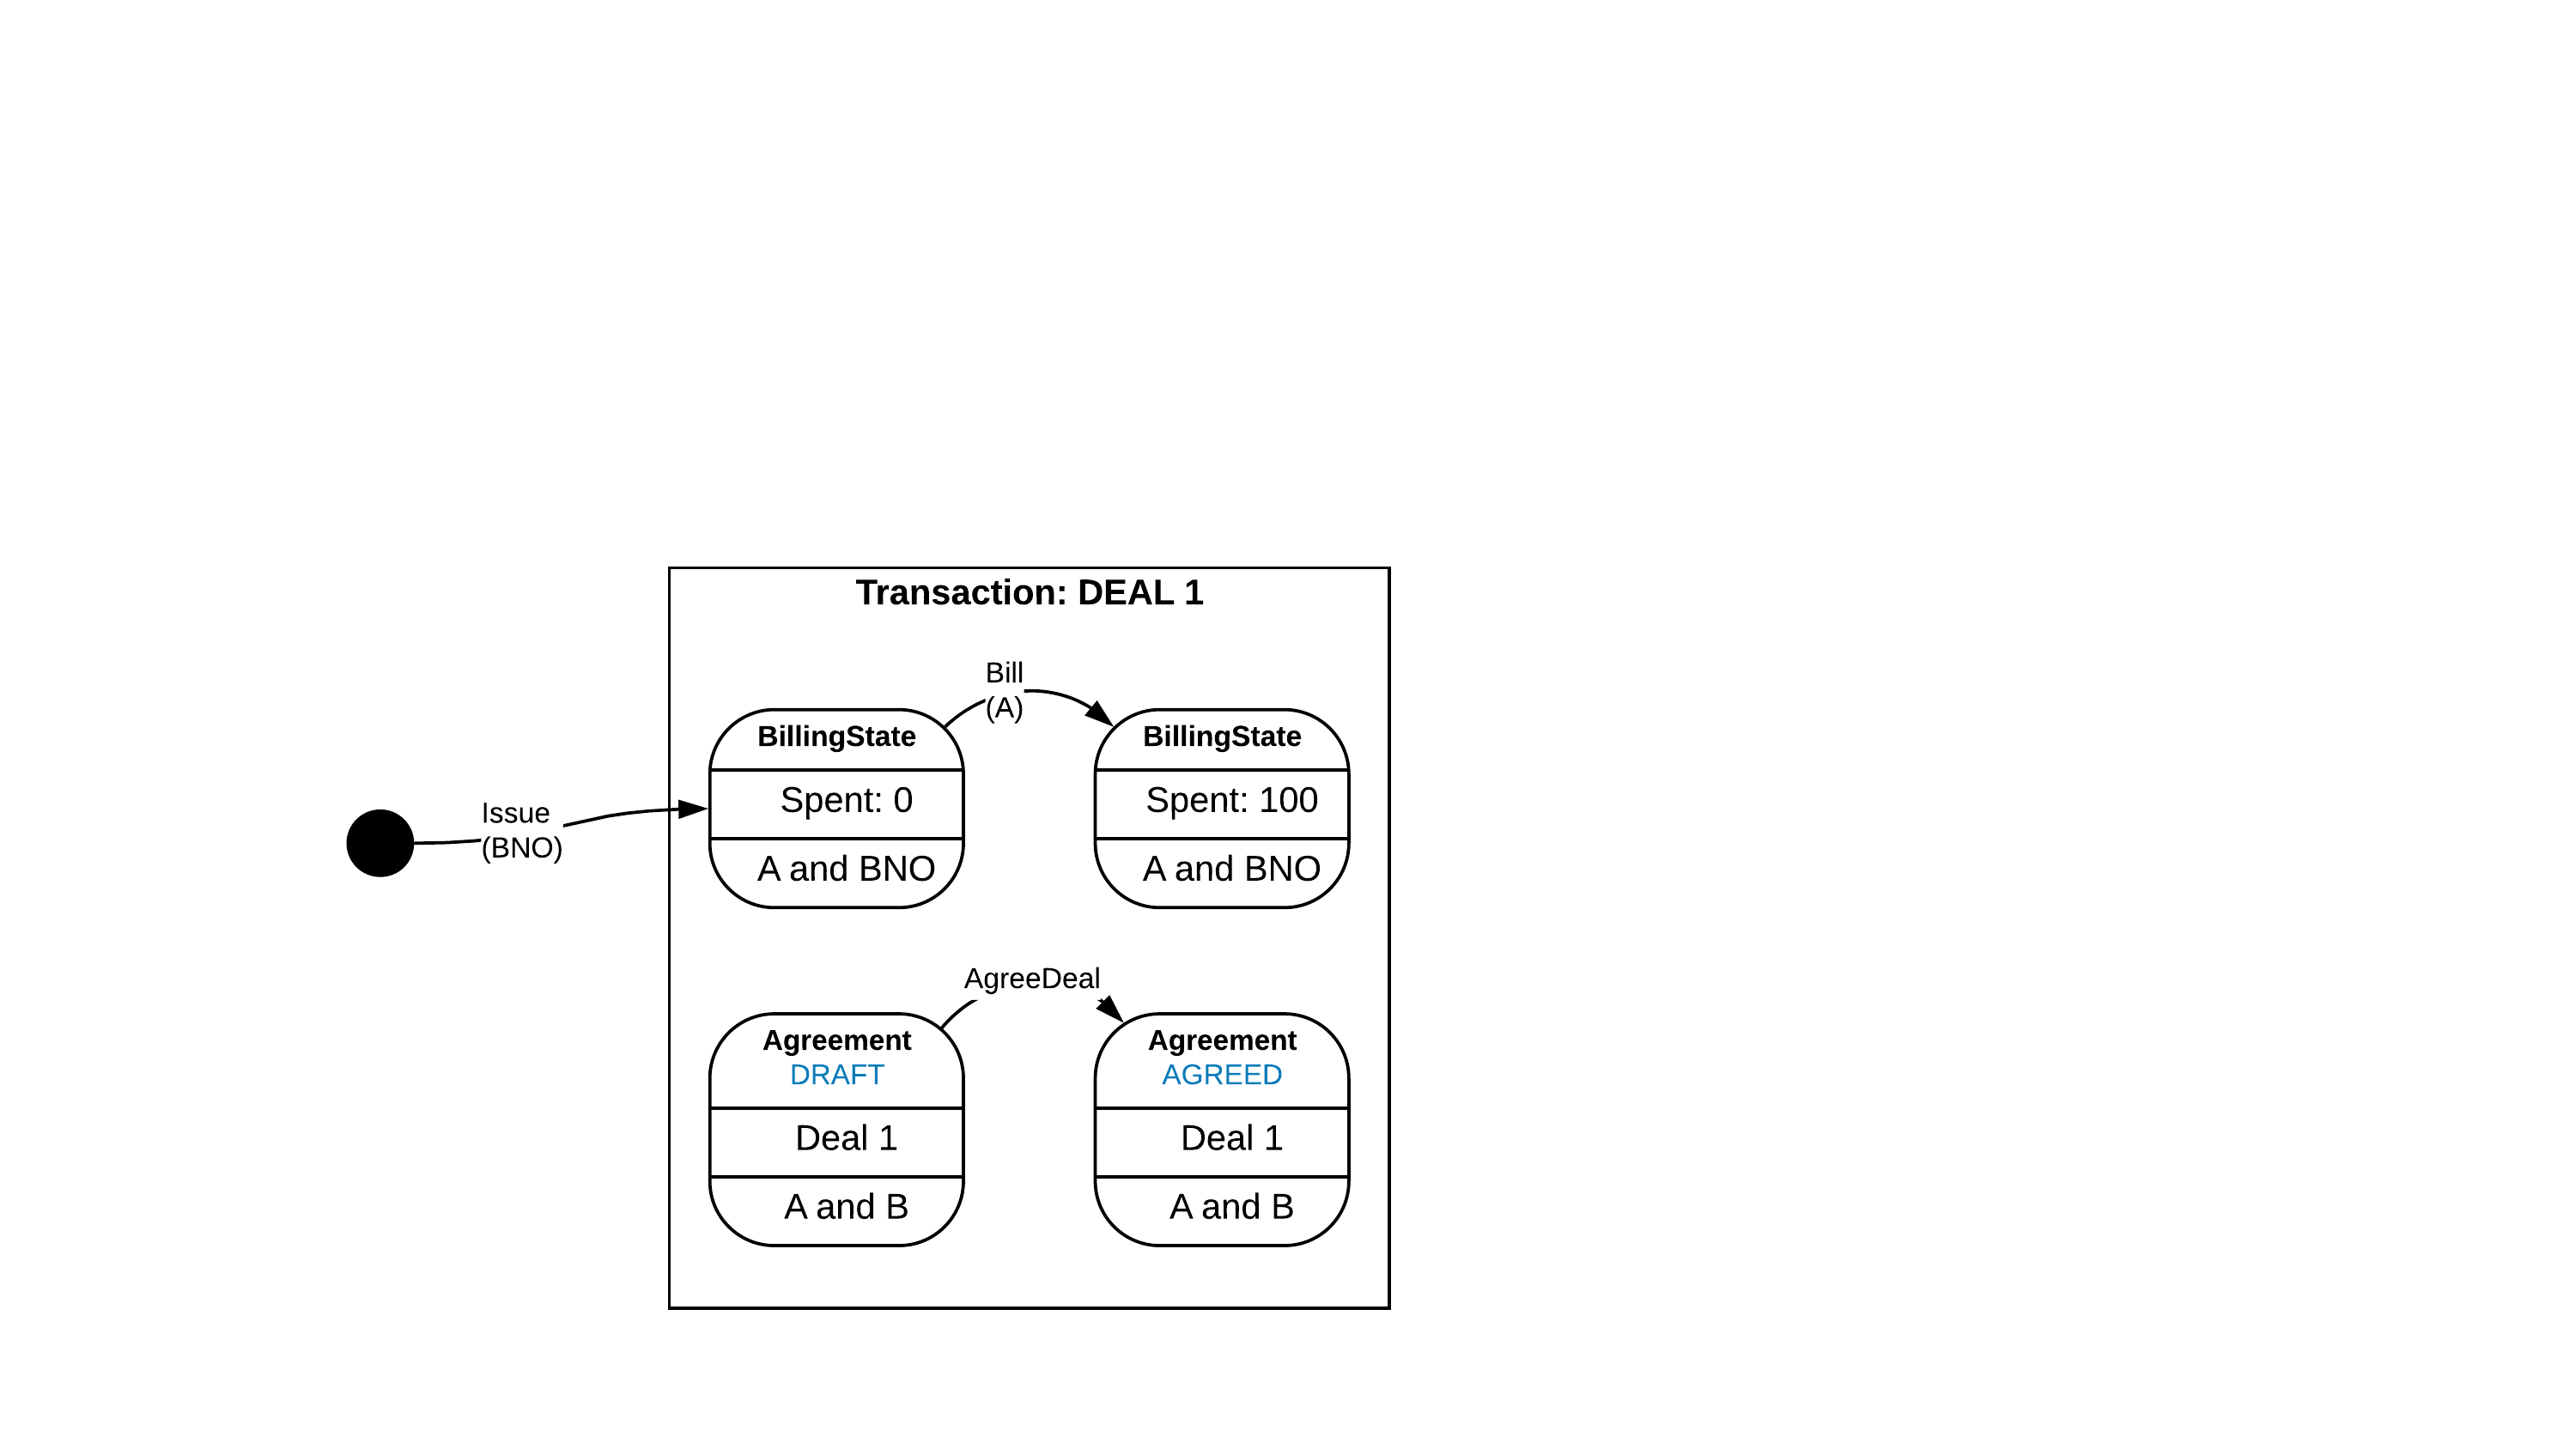 Transaction: DEAL 1
Bill
(A)
BillingState
BillingState
Spent: 0
Spent: 100
Issue
(BNO)
A and BNO
A and BNO
AgreeDeal
Agreement
DRAFT
Agreement
AGREED
Deal 1
Deal 1
A and B
A and B